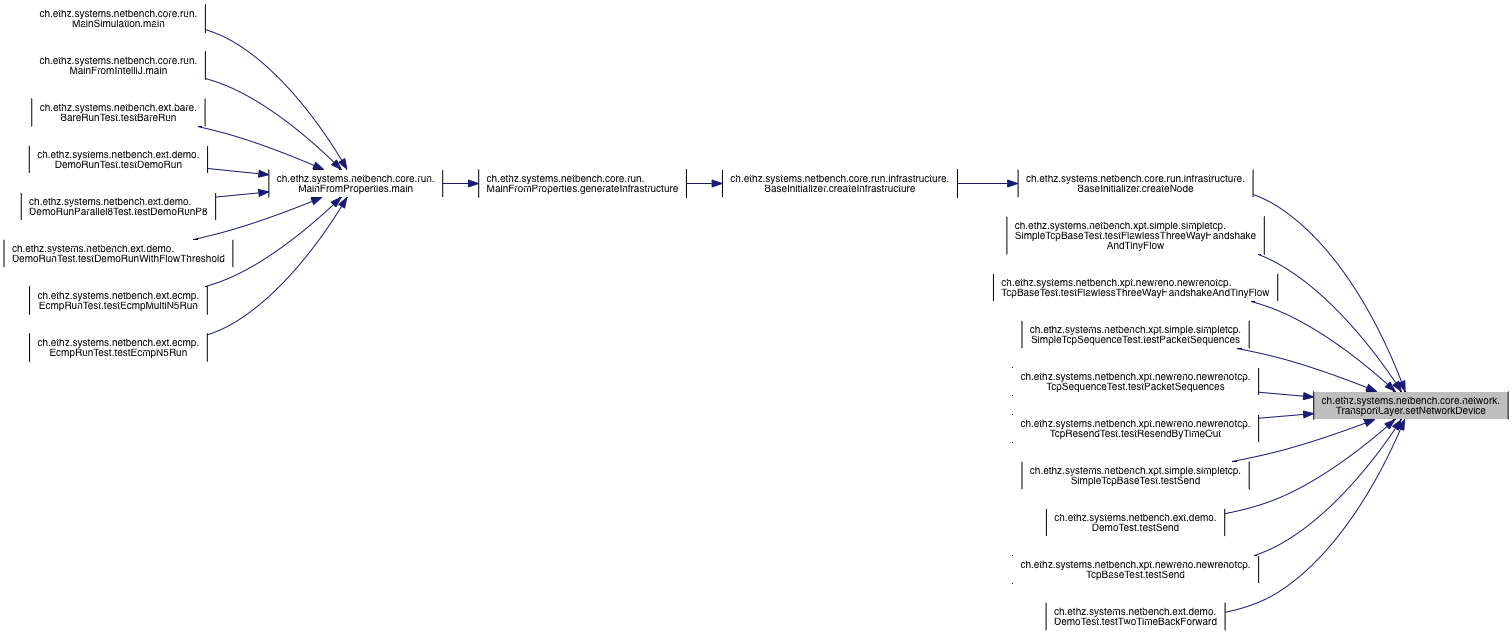 ch.ethz.systems.netbench.core.run.
MainSimulation.main
ch.ethz.systems.netbench.core.run.
MainFromIntelliJ.main
ch.ethz.systems.netbench.ext.bare.
BareRunTest.testBareRun
ch.ethz.systems.netbench.ext.demo.
DemoRunTest.testDemoRun
ch.ethz.systems.netbench.ext.demo.
DemoRunParallel8Test.testDemoRunP8
ch.ethz.systems.netbench.ext.demo.
DemoRunTest.testDemoRunWithFlowThreshold
ch.ethz.systems.netbench.ext.ecmp.
EcmpRunTest.testEcmpMultiN5Run
ch.ethz.systems.netbench.ext.ecmp.
EcmpRunTest.testEcmpN5Run
ch.ethz.systems.netbench.core.run.
MainFromProperties.main
ch.ethz.systems.netbench.core.run.
MainFromProperties.generateInfrastructure
ch.ethz.systems.netbench.core.run.infrastructure.
BaseInitializer.createInfrastructure
ch.ethz.systems.netbench.core.run.infrastructure.
BaseInitializer.createNode
ch.ethz.systems.netbench.xpt.simple.simpletcp.
SimpleTcpBaseTest.testFlawlessThreeWayHandshake
AndTinyFlow
ch.ethz.systems.netbench.xpt.newreno.newrenotcp.
TcpBaseTest.testFlawlessThreeWayHandshakeAndTinyFlow
ch.ethz.systems.netbench.xpt.simple.simpletcp.
SimpleTcpSequenceTest.testPacketSequences
ch.ethz.systems.netbench.xpt.newreno.newrenotcp.
TcpSequenceTest.testPacketSequences
ch.ethz.systems.netbench.xpt.newreno.newrenotcp.
TcpResendTest.testResendByTimeOut
ch.ethz.systems.netbench.xpt.simple.simpletcp.
SimpleTcpBaseTest.testSend
ch.ethz.systems.netbench.ext.demo.
DemoTest.testSend
ch.ethz.systems.netbench.xpt.newreno.newrenotcp.
TcpBaseTest.testSend
ch.ethz.systems.netbench.ext.demo.
DemoTest.testTwoTimeBackForward
ch.ethz.systems.netbench.core.network.
TransportLayer.setNetworkDevice